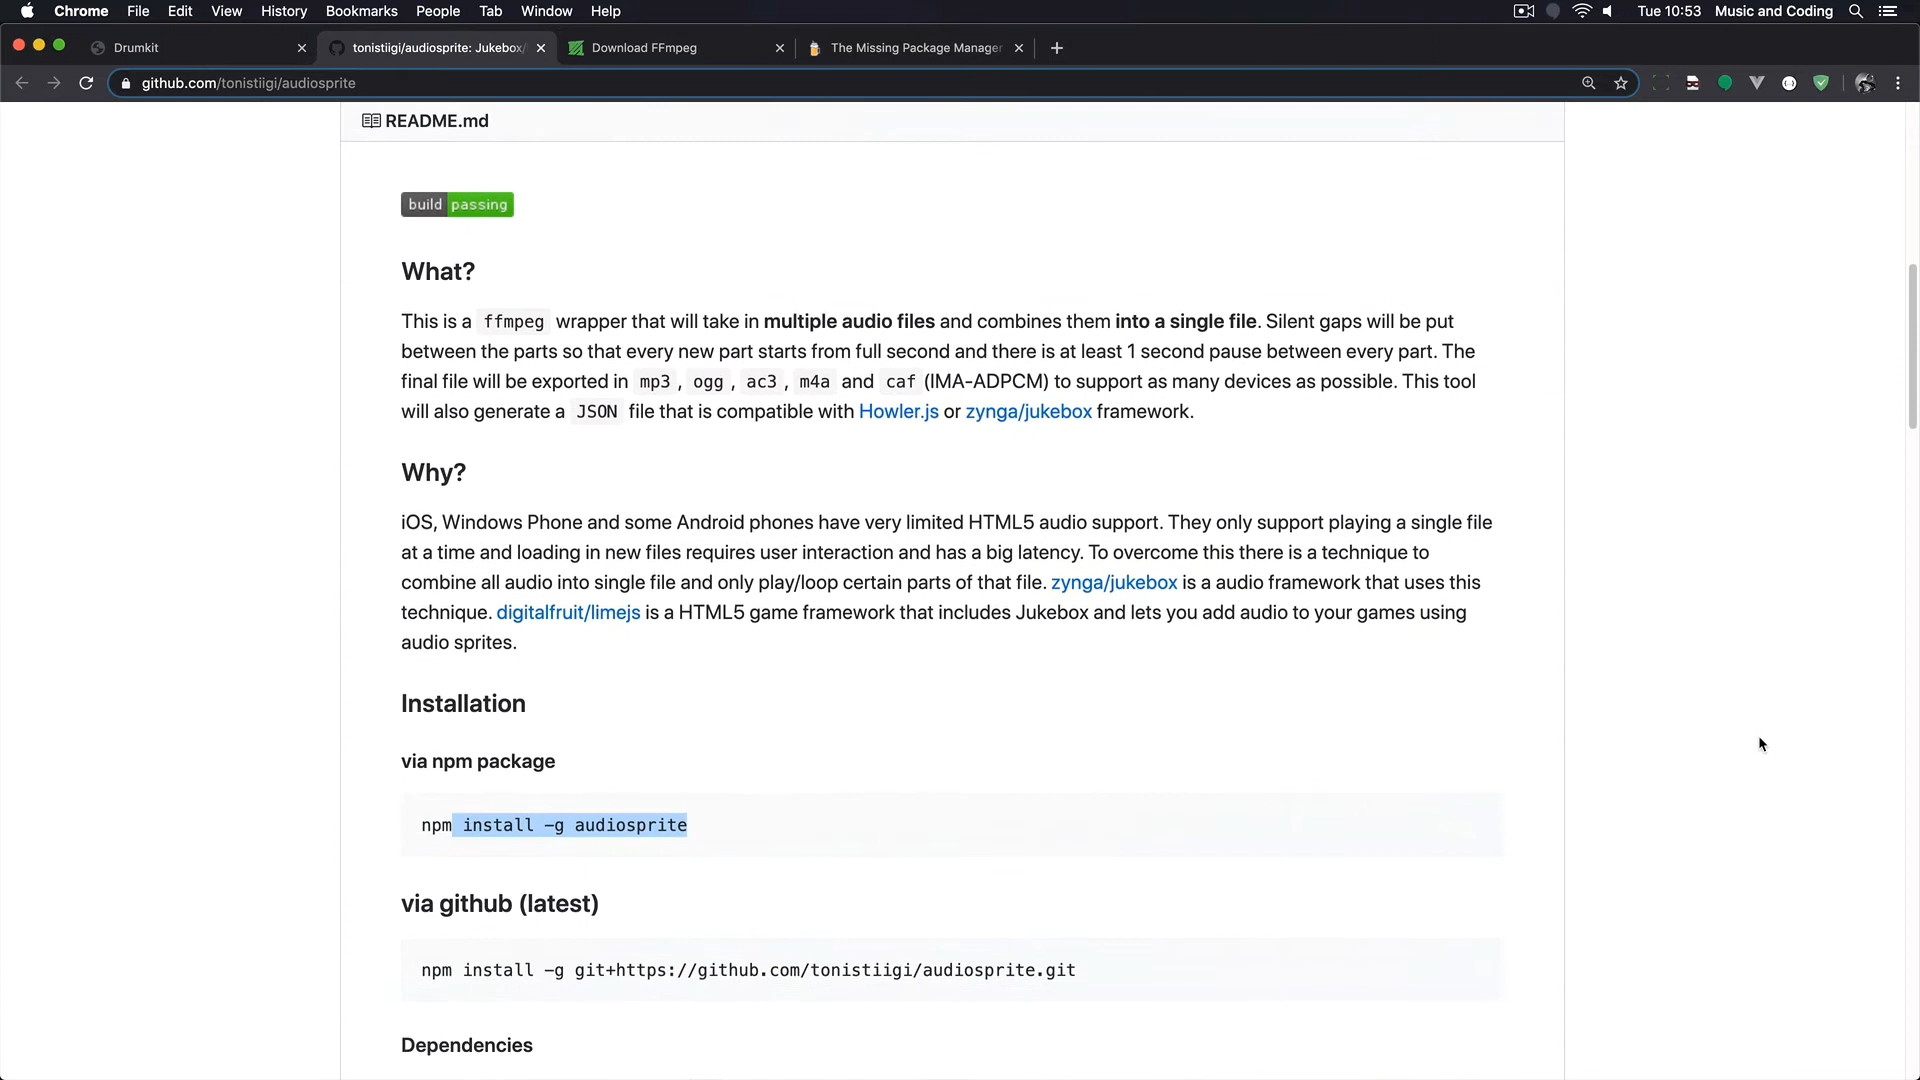 Chrome File Edit View History Bookmarks People Tab Window Help
Tue 10:53 Music and Coding
Drumkit
tonistiigi/audiosprite: Jukebox/
Download FFmpeg
The Missing Package Manager
github.com/tonistiigi/audiosprite
README.md
build passing
What?
This is a ffmpeg wrapper that will take in multiple audio files and combines them into a single file. Silent gaps will be put
between the parts so that every new part starts from full second and there is at least 1 second pause between every part. The
final file will be exported in mp3, ogg, ac3, m4a and caf (IMA-ADPCM) to support as many devices as possible. This tool
will also generate a JSON file that is compatible with Howler.js or zynga/jukebox framework.
Why?
iOS, Windows Phone and some Android phones have very limited HTML5 audio support. They only support playing a single file
at a time and loading in new files requires user interaction and has a big latency. To overcome this there is a technique to
combine all audio into single file and only play/loop certain parts of that file. zynga/jukebox is a audio framework that uses this
technique. digitalfruit/limejs is a HTML5 game framework that includes Jukebox and lets you add audio to your games using
audio sprites.
Installation
via npm package
npm install -g audiosprite
via github (latest)
npm install -g git+https://github.com/tonistiigi/audiosprite.git
Dependencies